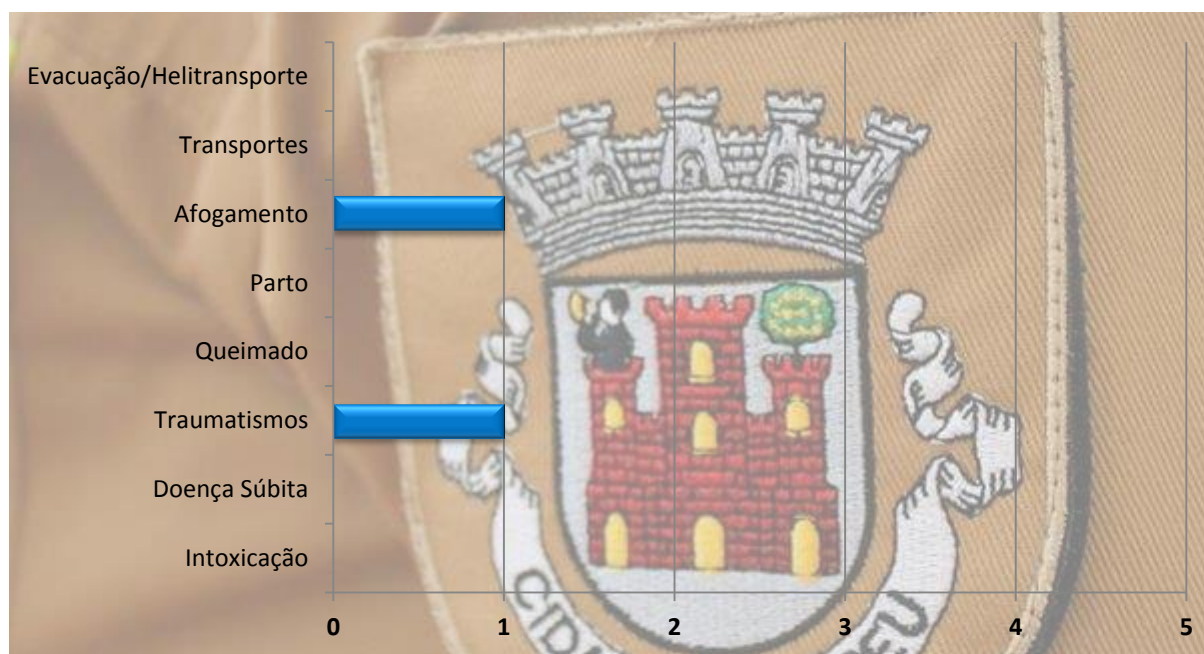 Evacuação/Helitransporte
Transportes
Afogamento
Parto
Queimado
Traumatismos
Doença Súbita
Intoxicação
0 1 2 3 4 5